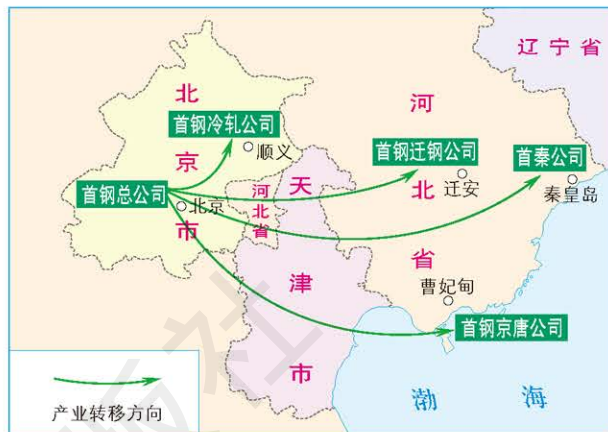 辽宁省
北京市
河北省
首钢冷轧公司
顺义
首钢迁钢公司
迁安
首秦公司
秦皇岛
首钢总公司
北京
河北省
天津市
曹妃甸
首钢京唐公司
产业转移方向
渤海
版社